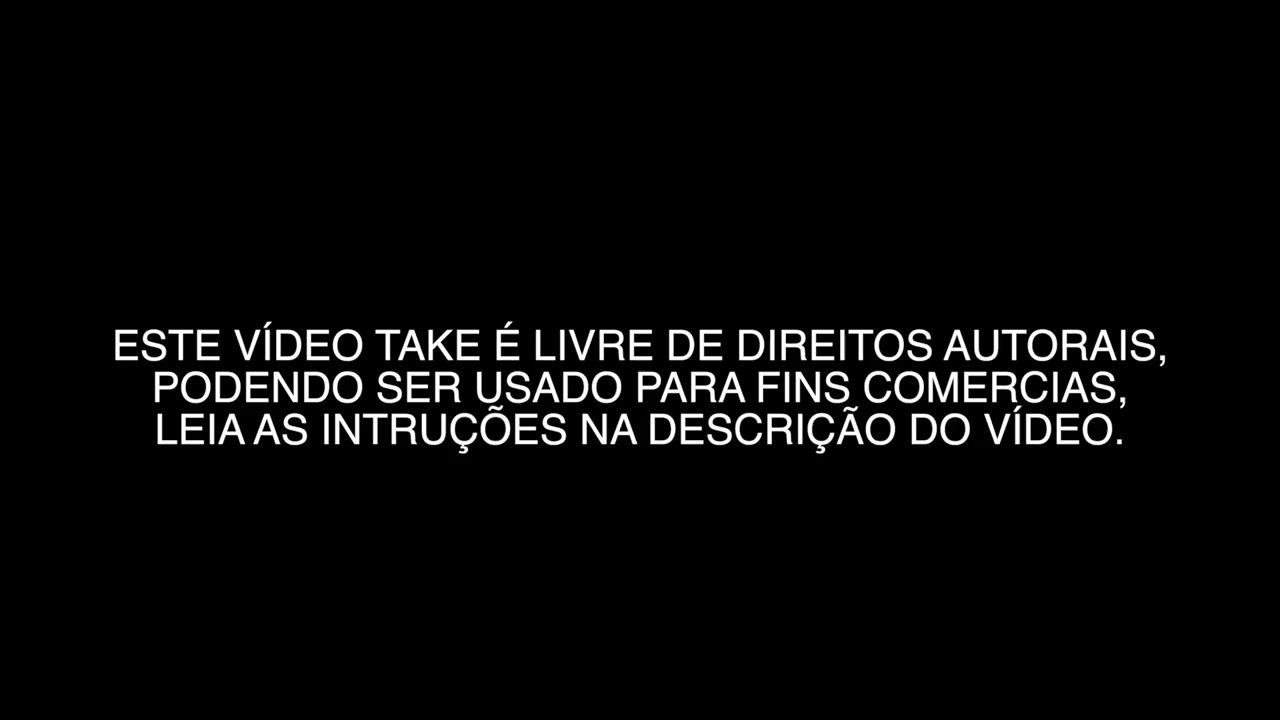 ESTE VÍDEO TAKE É LIVRE DE DIREITOS AUTORAIS,
PODENDO SER USADO PARA FINS COMERCIAS,
LEIA AS INTRUÇÕES NA DESCRIÇÃO DO VÍDEO.